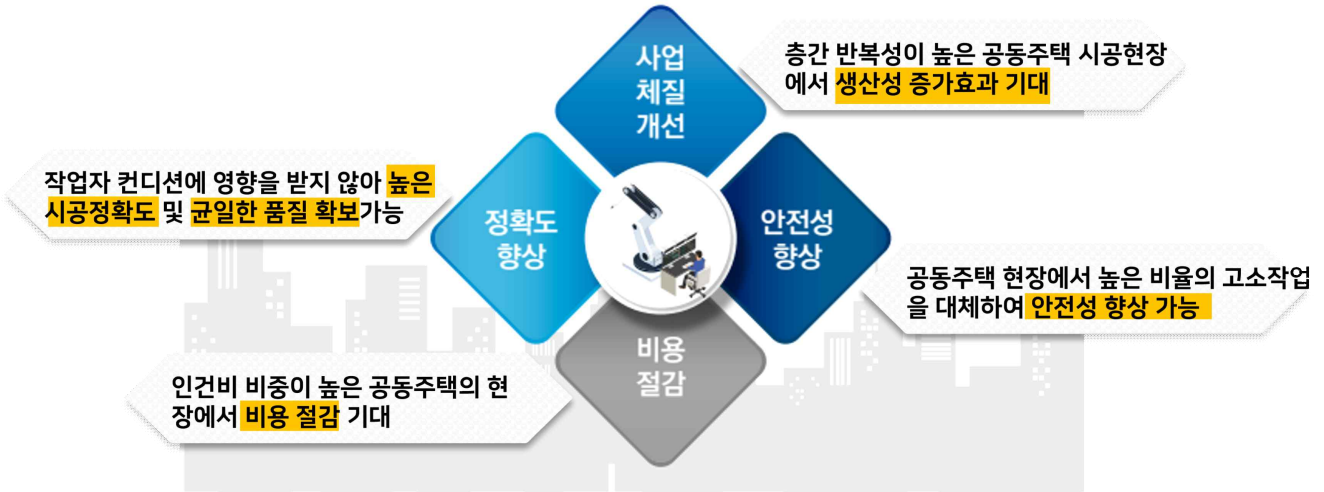 사업
체질
개선
층간 반복성이 높은 공동주택 시공현장
에서 생산성 증가효과 기대
작업자 컨디션에 영향을 받지 않아 높은
시공정확도 및 균일한 품질 확보가능
정확도
향상
안전성
향상
공동주택 현장에서 높은 비율의 고소작업
을 대체하여 안전성 향상 가능
비용
절감
인건비 비중이 높은 공동주택의 현
장에서 비용 절감 기대